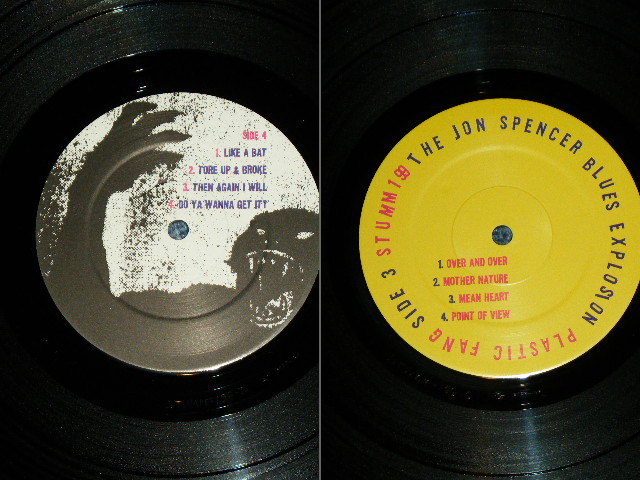 SIDE 4
1. LIKE A BAT
2. TORE UP & BROKE
3. THEN AGAIN I WILL
4. DO YA WANNA GET IT?
THE JON SPENCER BLUES EXPLOSION PLASTIC FANG SIDE 3 STUMM199
1. OVER AND OVER
2. MOTHER NATURE
3. MEAN HEART
4. POINT OF VIEW